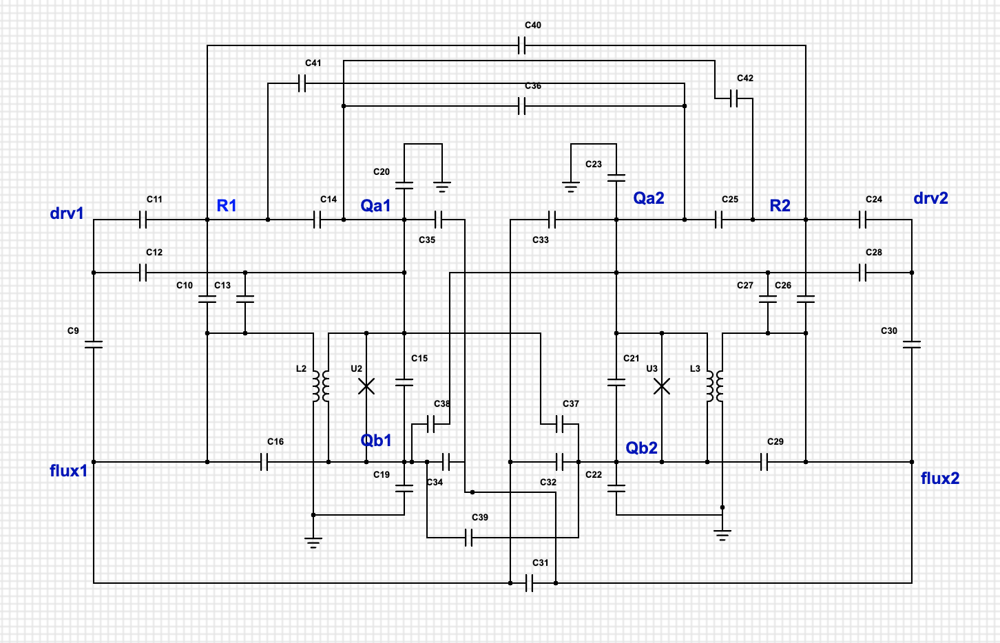 C40
C41
C42
C36
C20
C23
C11
R1
C14
Qa1
Qa2
C25
R2
C24
drv1
drv2
C35
C33
C12
C28
C10
C13
C27
C26
C9
C30
C15
C21
L2
U2
U3
L3
C38
C37
C16
Qb1
Qb2
C29
flux1
C19
C34
C32
C22
flux2
C39
C31